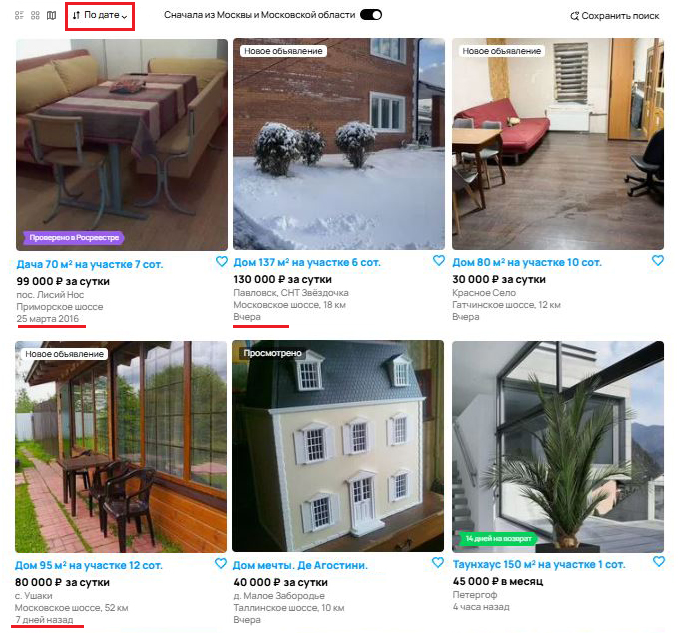 По дате
Сначала из Москвы и Московской области
Сохранить поиск
Проверено в Росреестре
Дача 70 м² на участке 7 сот.
99 000 ₽ за сутки
пос. Лисий Нос
Приморское шоссе
25 марта 2016
Новое объявление
Дом 137 м² на участке 6 сот.
130 000 ₽ за сутки
Павловск, СНТ Звёздочка
Московское шоссе, 18 км
Вчера
Новое объявление
Дом 80 м² на участке 10 сот.
30 000 ₽ за сутки
Красное Село
Гатчинское шоссе, 12 км
Вчера
Новое объявление
Дом 95 м² на участке 12 сот.
80 000 ₽ за сутки
с. Ушаки
Московское шоссе, 52 км
7 дней назад
Просмотрено
Дом мечты. Де Агостини.
40 000 ₽ за сутки
д. Малое Забородье
Таллинское шоссе, 10 км
Вчера
14 дней на возврат
Таунхаус 150 м² на участке 1 сот.
45 000 ₽ в месяц
Петергоф
4 часа назад